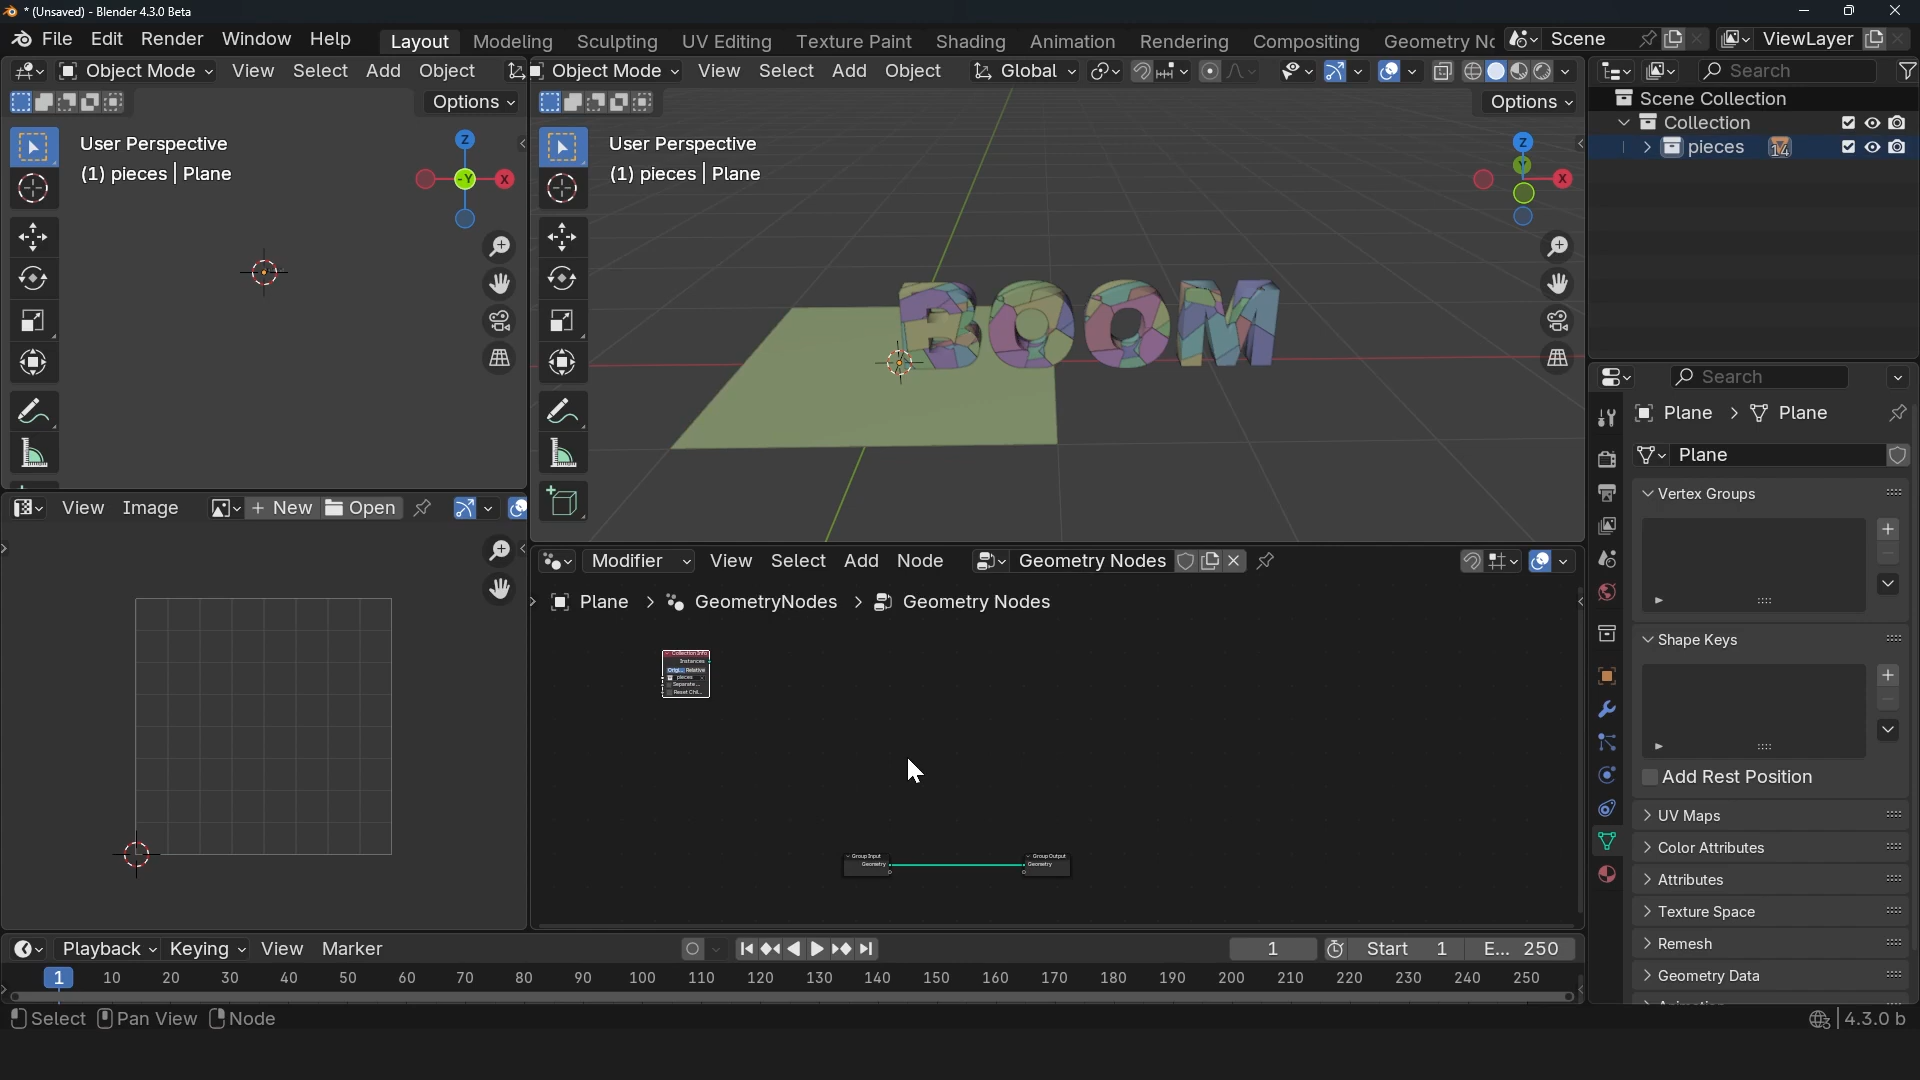 * (Unsaved) - Blender 4.3.0 Beta
File Edit Render Window Help Layout Modeling Sculpting UV Editing Texture Paint Shading Animation Rendering Compositing Geometry No Scene ViewLayer
Object Mode View Select Add Object Object Mode View Select Add Object Global Search
Options Options Scene Collection
Collection
pieces 14
User Perspective User Perspective
(1) pieces | Plane (1) pieces | Plane
Z Z
-Y X Y X
BOOM
Search
Plane > Plane
Plane
Vertex Groups
View Image + New Open
Modifier View Select Add Node Geometry Nodes
Plane > GeometryNodes > Geometry Nodes
Shape Keys
Collection Info
Instances
Orig... Relative
pieces
Separate ...
Reset Chil...
Add Rest Position
UV Maps
Color Attributes
Group Input Group Output
Geometry Geometry
Attributes
Texture Space
Remesh
Geometry Data
Playback Keying View Marker 1 Start 1 E... 250
1 10 20 30 40 50 60 70 80 90 100 110 120 130 140 150 160 170 180 190 200 210 220 230 240 250
Select Pan View Node 4.3.0 b